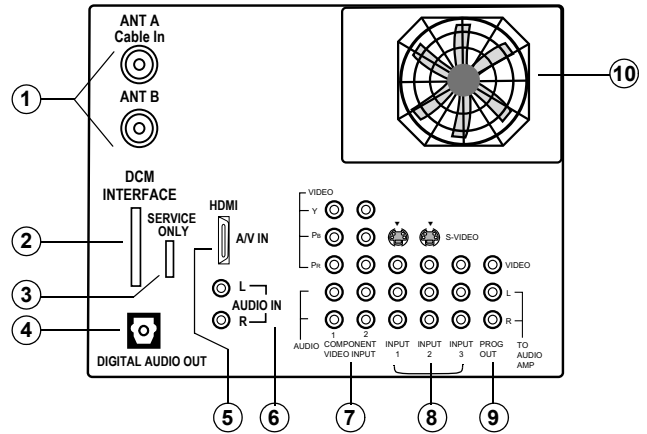 ANT A
Cable In
1
ANT B
10
DCM
INTERFACE
SERVICE
ONLY
2
3
HDMI
A/V IN
VIDEO
Y
PB
PR
S-VIDEO
VIDEO
L
AUDIO IN
R
L
R
4
DIGITAL AUDIO OUT
AUDIO
1 2
COMPONENT
VIDEO INPUT
INPUT
1
INPUT
2
INPUT
3
PROG
OUT
TO
AUDIO
AMP
5
6
7
8
9